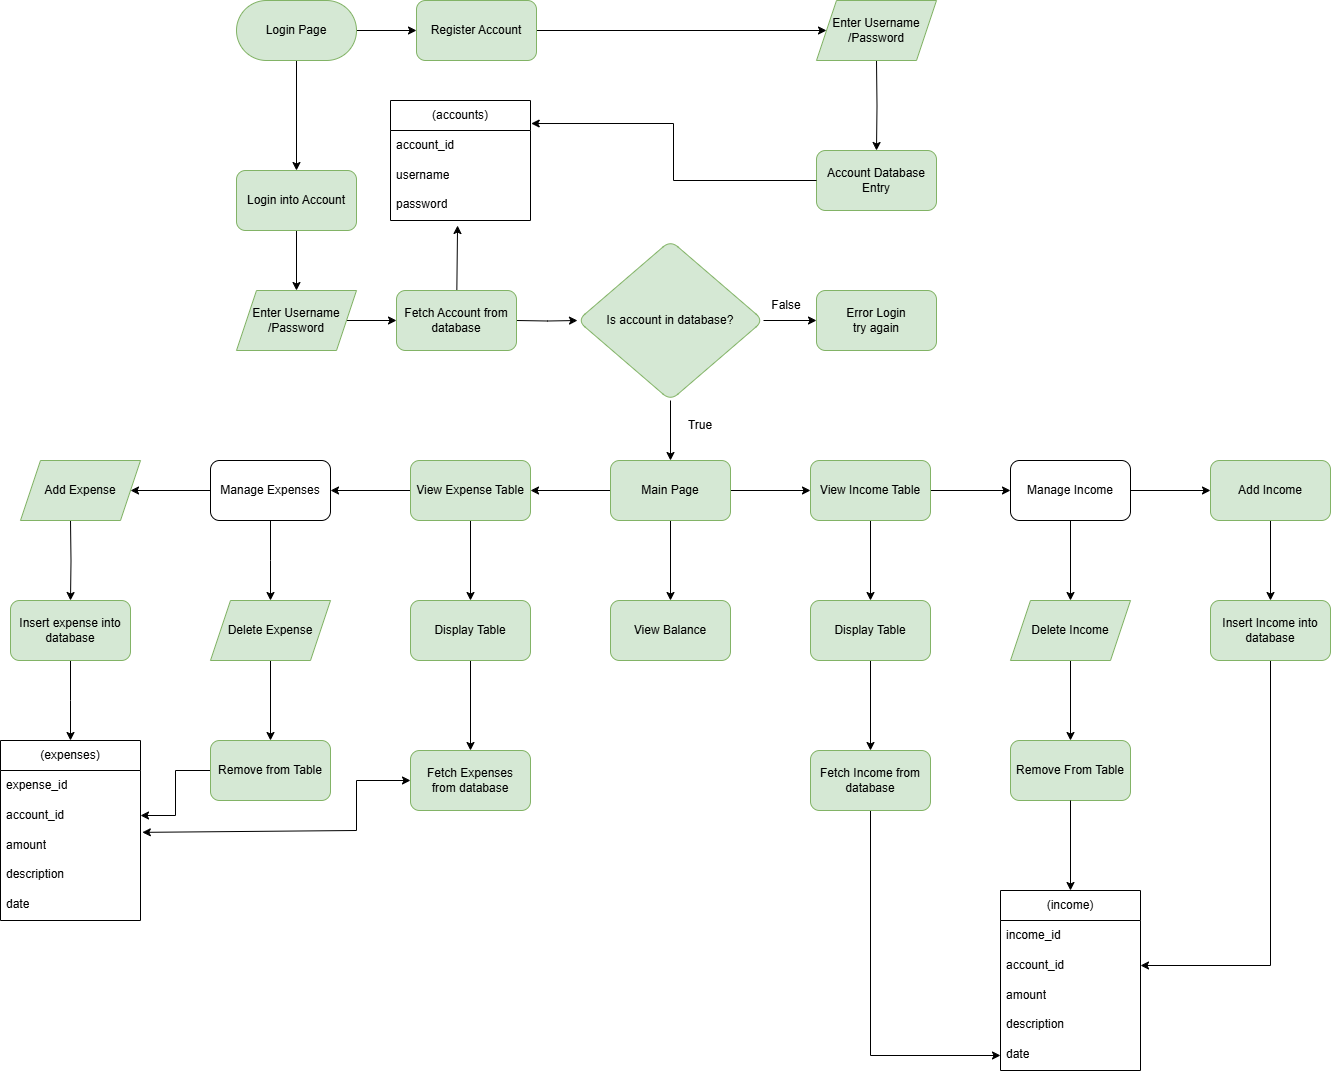 Login Page
Register Account
Enter Username
/Password
(accounts)
account_id
username
password
Account Database
Entry
Login into Account
Enter Username
/Password
Fetch Account from
database
Is account in database?
False
Error Login
try again
True
Add Expense
Manage Expenses
View Expense Table
Main Page
View Income Table
Manage Income
Add Income
Insert expense into
database
Delete Expense
Display Table
View Balance
Display Table
Delete Income
Insert Income into
database
(expenses)
expense_id
account_id
amount
description
date
Remove from Table
Fetch Expenses
from database
Fetch Income from
database
Remove From Table
(income)
income_id
account_id
amount
description
date